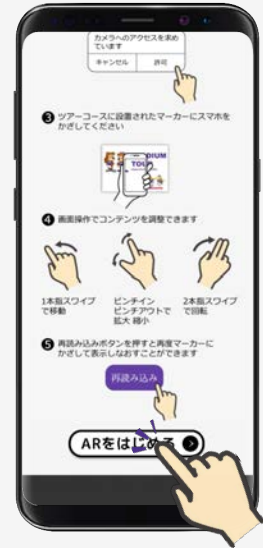 カメラへのアクセスを求め
ています
キャンセル 許可
❸ ツアーコースに設置されたマーカーにスマホを
かざしてください
❹ 画面操作でコンテンツを調整できます
1本指スワイプ
で移動
ピンチイン
ピンチアウトで
拡大 縮小
2本指スワイプ
で回転
❺ 再読み込みボタンを押すと再度マーカーに
かざして表示しなおすことができます
再読み込み
ARをはじめる